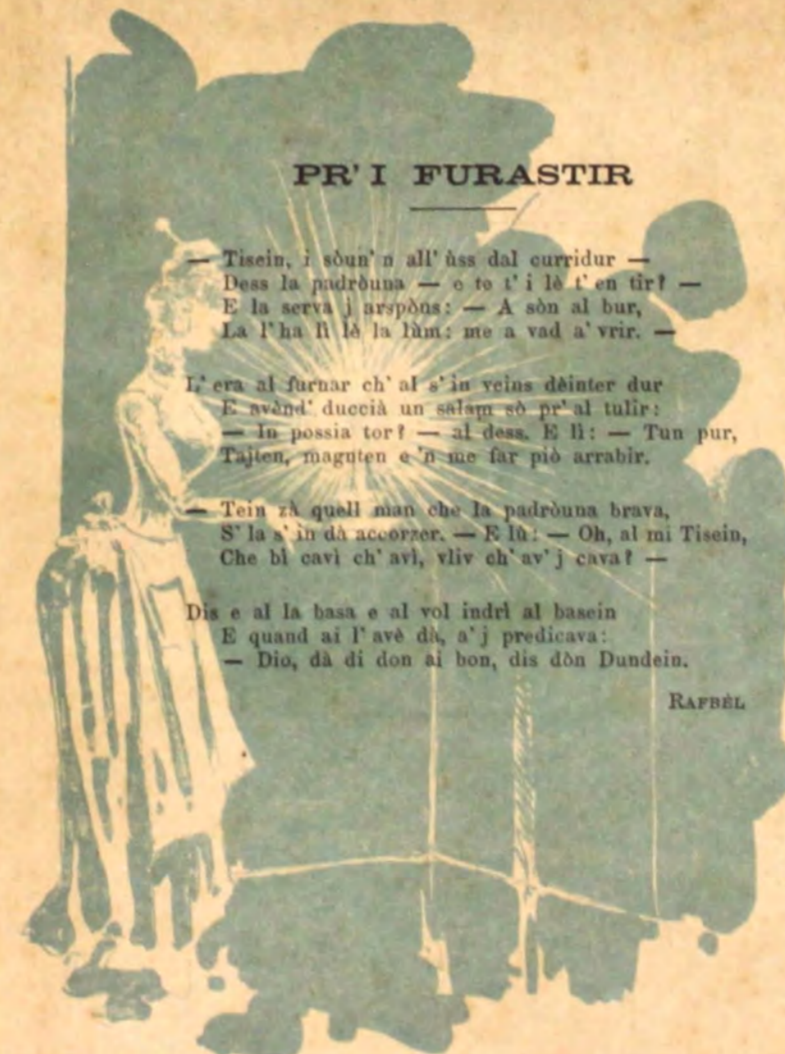 PR' I FURASTIR
— Tisein, i sòun' n all' ùss dal curridur —
Dess la padròuna — e te t' i lè t' en tir? —
E la serva j arspòns: — A sòn al bur,
La l' ha lì lè la lùm: me a vad a' vrir. —
L' era al furnar ch' al s' in veins dèinter dur
E avènd' duccià un salam sò pr' al tulir:
— In possia tor? — al dess. E lì: — Tun pur,
Tajten, magnten e 'n me far piò arrabir.
— Tein zà quell man che la padròuna brava,
S' la s' in dà accorzer. — E lù: — Oh, al mi Tisein,
Che bì cavì ch' avì, vliv ch' av' j cava? —
Dis e al la basa e al vol indrì al basein
E quand ai l' avè dà, a' j predicava:
— Dio, dà di don ai bon, dis dòn Dundein.
RAFBÈL